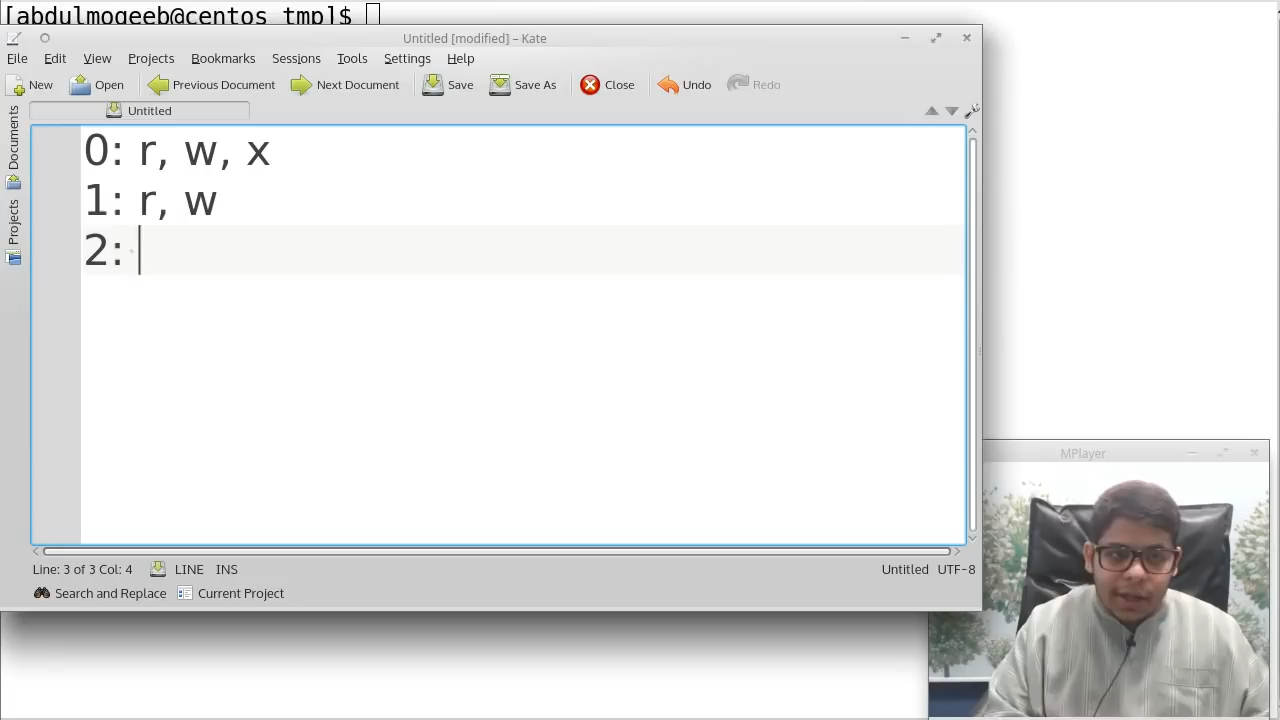 [abdulmogeeb@centos tmp]$
Untitled [modified] – Kate
File Edit View Projects Bookmarks Sessions Tools Settings Help
New Open Previous Document Next Document Save Save As Close Undo Redo
Untitled
Documents
Projects
0: r, w, x
1: r, w
2:
Line: 3 of 3 Col: 4 LINE INS Untitled UTF-8
Search and Replace Current Project
MPlayer